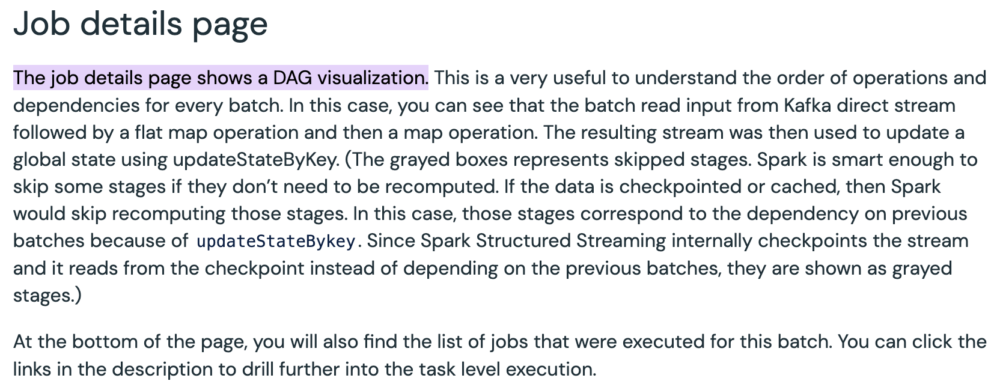 Job details page
The job details page shows a DAG visualization. This is a very useful to understand the order of operations and
dependencies for every batch. In this case, you can see that the batch read input from Kafka direct stream
followed by a flat map operation and then a map operation. The resulting stream was then used to update a
global state using updateStateByKey. (The grayed boxes represents skipped stages. Spark is smart enough to
skip some stages if they don’t need to be recomputed. If the data is checkpointed or cached, then Spark
would skip recomputing those stages. In this case, those stages correspond to the dependency on previous
batches because of updateStateBykey. Since Spark Structured Streaming internally checkpoints the stream
and it reads from the checkpoint instead of depending on the previous batches, they are shown as grayed
stages.)
At the bottom of the page, you will also find the list of jobs that were executed for this batch. You can click the
links in the description to drill further into the task level execution.